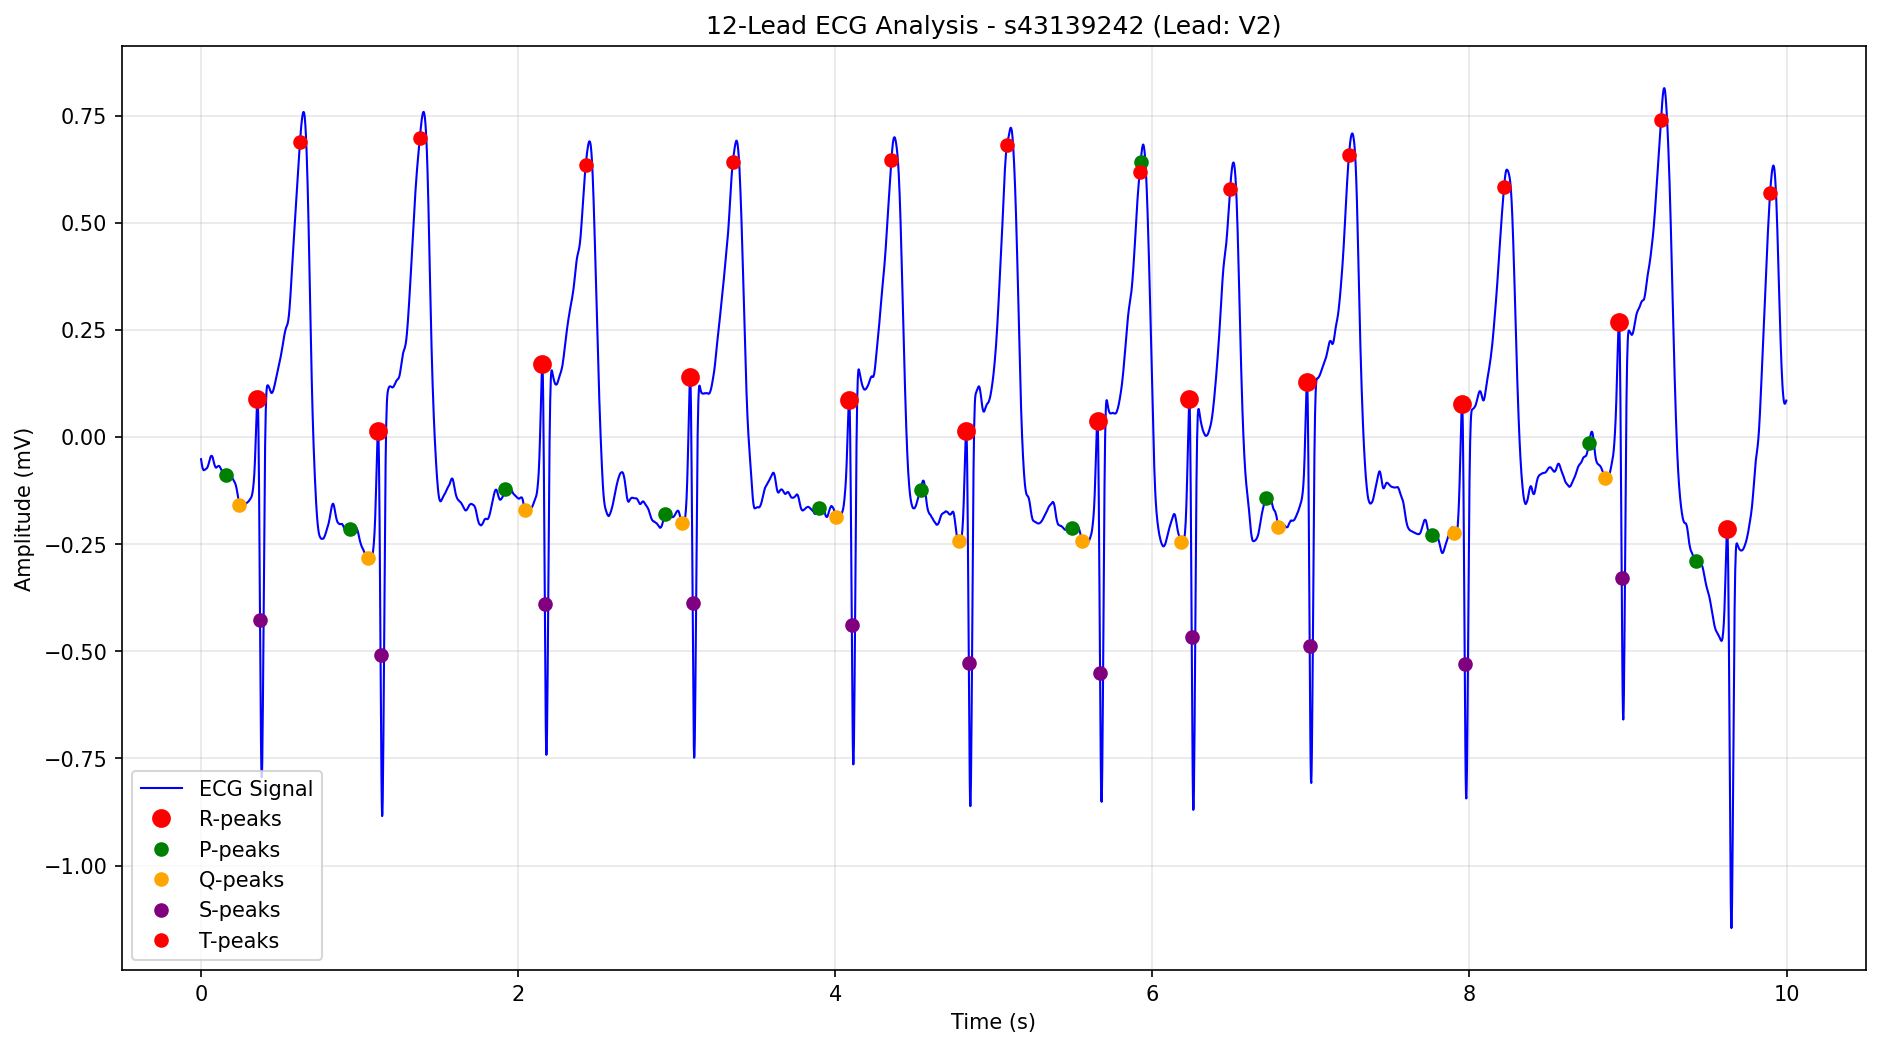 12-Lead ECG Analysis - s43139242 (Lead: V2)
Amplitude (mV)
0.75
0.50
0.25
0.00
−0.25
−0.50
−0.75
−1.00
ECG Signal
R-peaks
P-peaks
Q-peaks
S-peaks
T-peaks
0 2 4 6 8 10
Time (s)